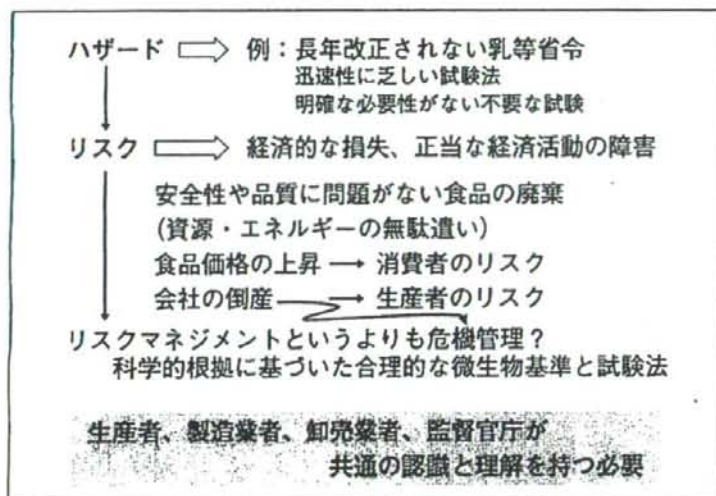 ハザード ⇨ 例：長年改正されない乳等省令
迅速性に乏しい試験法
明確な必要性がない不要な試験
リスク ⇨ 経済的な損失、正当な経済活動の障害
安全性や品質に問題がない食品の廃棄
(資源・エネルギーの無駄遣い)
食品価格の上昇 → 消費者のリスク
会社の倒産 → 生産者のリスク
リスクマネジメントというよりも危機管理？
科学的根拠に基づいた合理的な微生物基準と試験法
生産者、製造業者、卸売業者、監督官庁が
共通の認識と理解を持つ必要